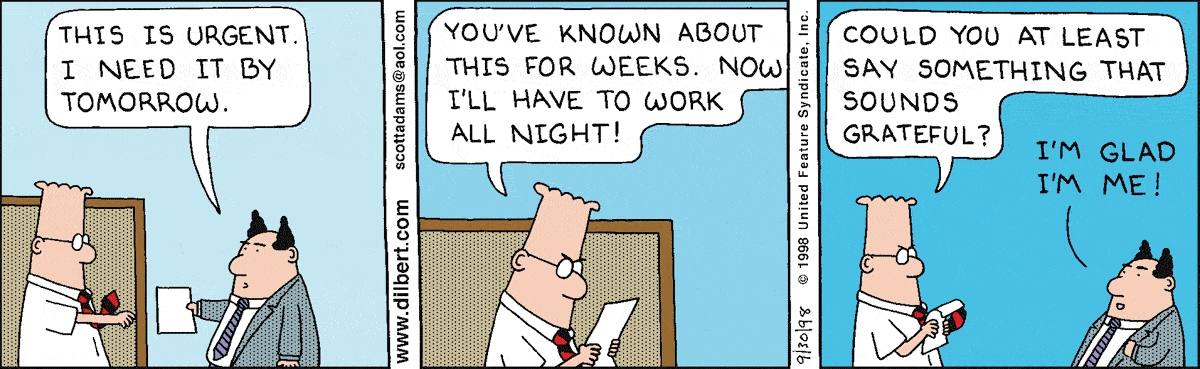 THIS IS URGENT.
I NEED IT BY
TOMORROW.
www.dilbert.com scottadams@aol.com
YOU'VE KNOWN ABOUT
THIS FOR WEEKS. NOW
I'LL HAVE TO WORK
ALL NIGHT!
9/30/98 © 1998 United Feature Syndicate, Inc.
COULD YOU AT LEAST
SAY SOMETHING THAT
SOUNDS
GRATEFUL?
I'M GLAD
I'M ME!